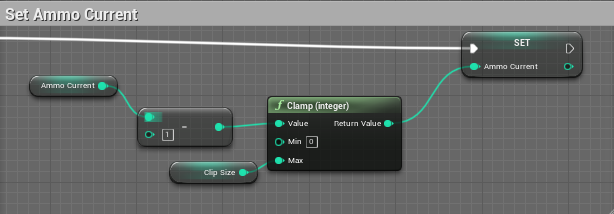 Set Ammo Current
SET
Ammo Current
Ammo Current
-
1
Clamp (integer)
Value
Return Value
Min 0
Max
Clip Size